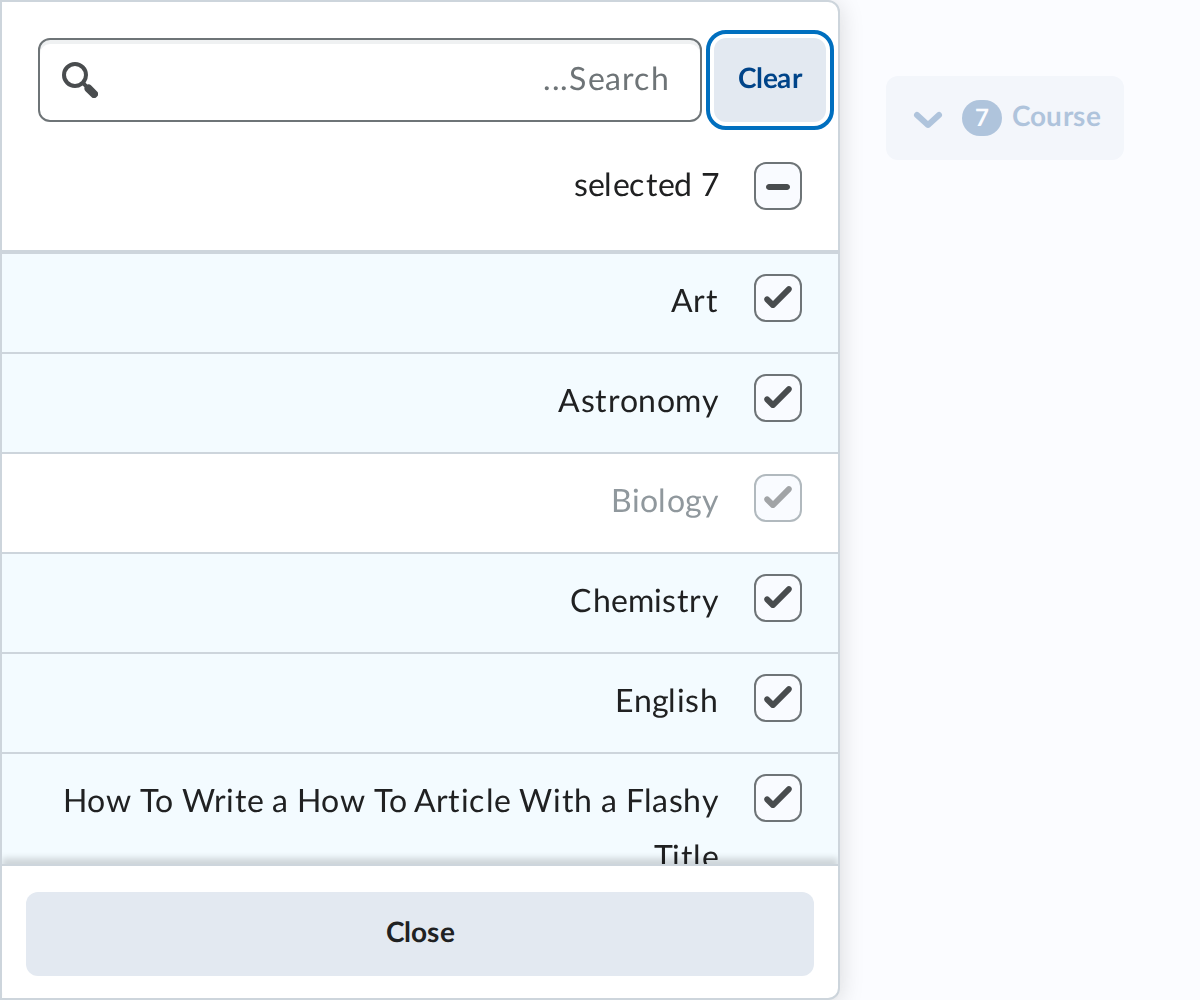 ...Search
Clear
7 Course
selected 7
Art
Astronomy
Biology
Chemistry
English
How To Write a How To Article With a Flashy
Title
Close